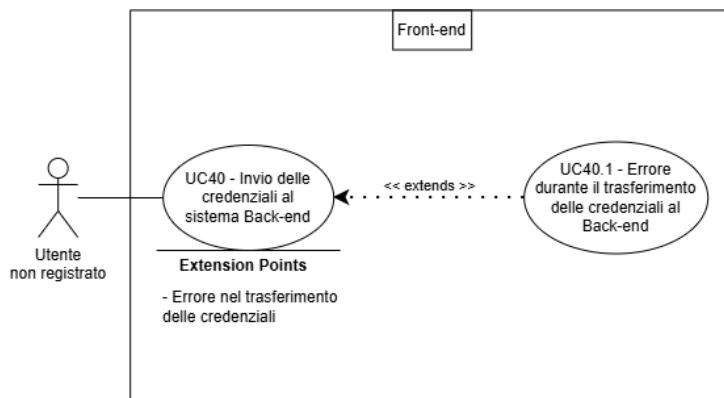 Front-end
UC40 - Invio delle
credenziali al
sistema Back-end
<< extends >>
UC40.1 - Errore
durante il trasferimento
delle credenziali al
Back-end
Utente
non registrato
Extension Points
- Errore nel trasferimento
delle credenziali